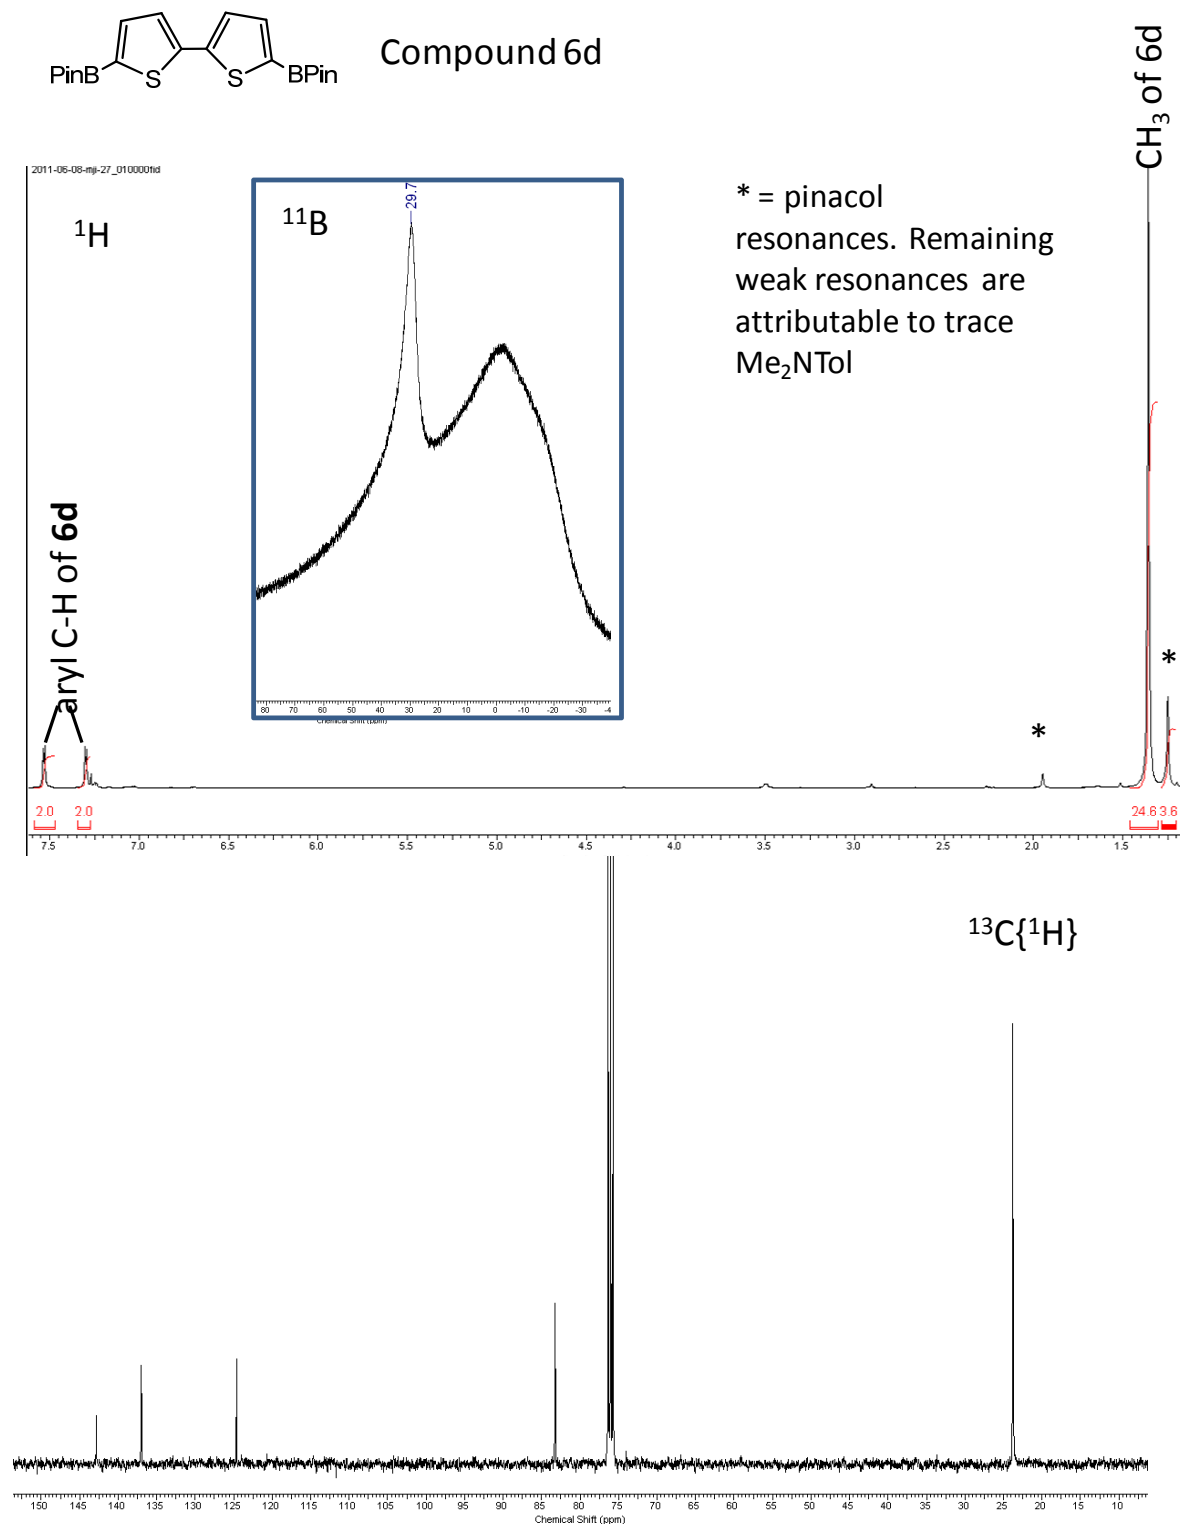 PinB
S
S
BPin
Compound 6d
CH3 of 6d
2011-06-08-mji-27_010000fid
1H
11B
29.7
* = pinacol
resonances. Remaining
weak resonances are
attributable to trace
Me2NTol
aryl C-H of 6d
*
*
80 70 60 50 40 30 20 10 0 -10 -20 -30 -4
Chemical Shift (ppm)
2.0 2.0 24.6 3.6
7.5 7.0 6.5 6.0 5.5 5.0 4.5 4.0 3.5 3.0 2.5 2.0 1.5
13C{1H}
150 145 140 135 130 125 120 115 110 105 100 95 90 85 80 75 70 65 60 55 50 45 40 35 30 25 20 15 10
Chemical Shift (ppm)